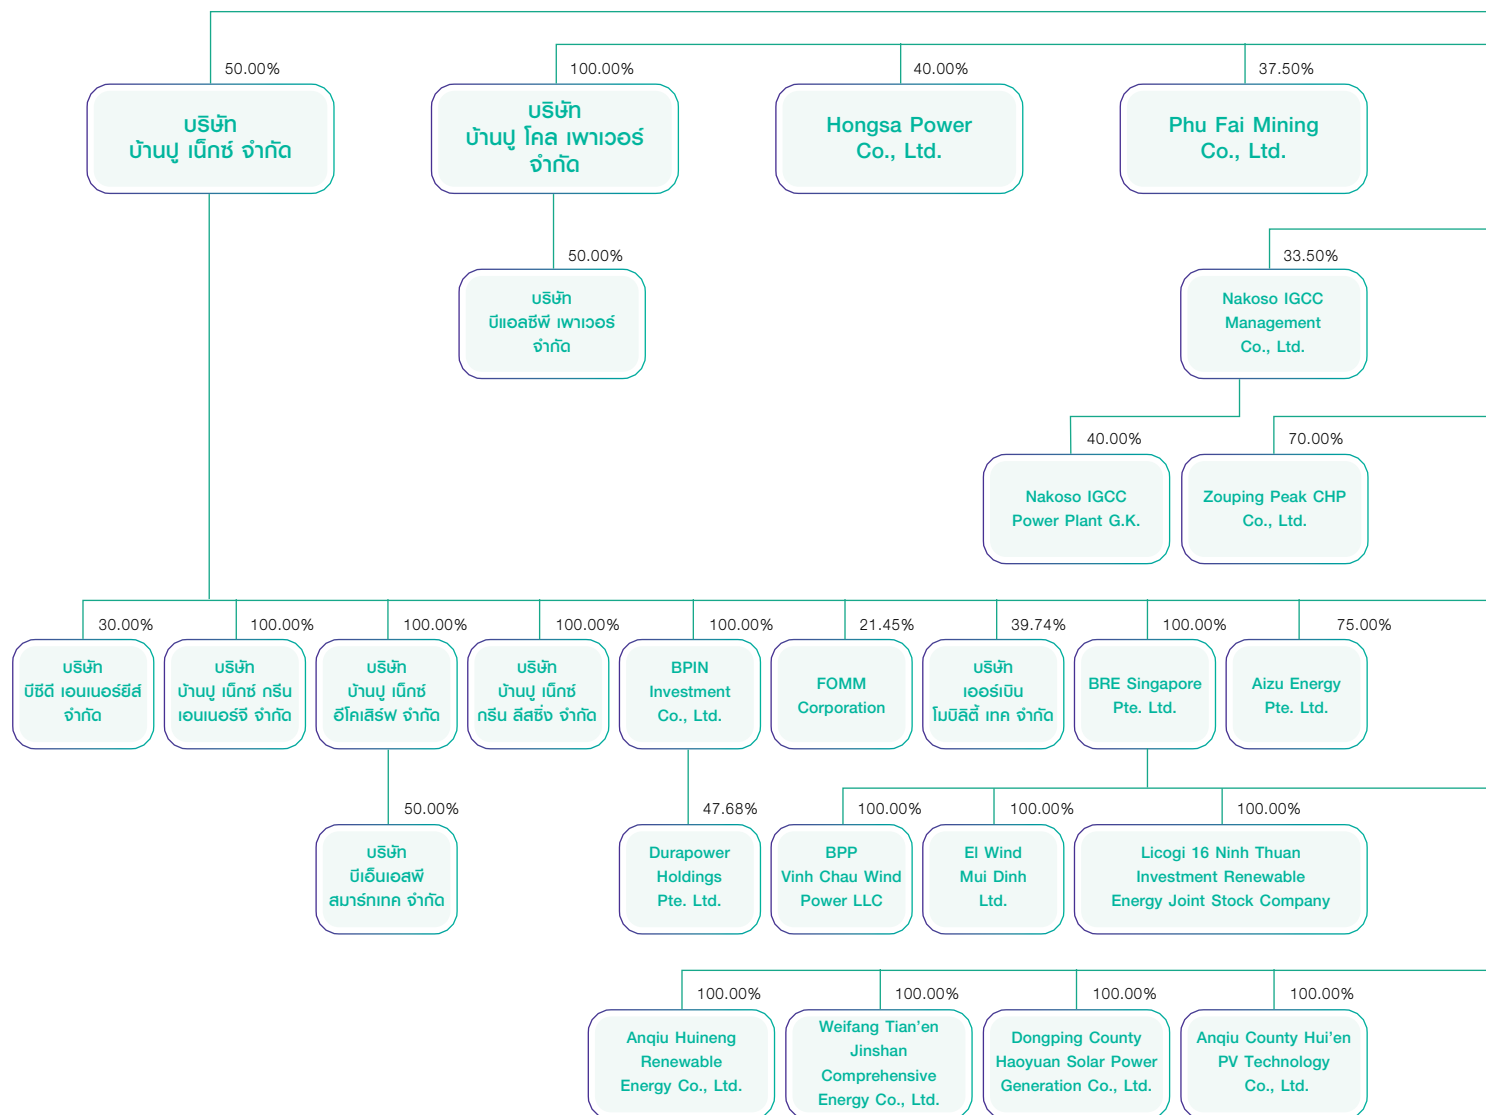 50.00%
100.00%
40.00%
37.50%
บริษัท
บ้านปู เน็กซ์ จำกัด
บริษัท
บ้านปู โคล เพาเวอร์
จำกัด
Hongsa Power
Co., Ltd.
Phu Fai Mining
Co., Ltd.
50.00%
33.50%
บริษัท
บีแอลซีพี เพาเวอร์
จำกัด
Nakoso IGCC
Management
Co., Ltd.
40.00%
70.00%
Nakoso IGCC
Power Plant G.K.
Zouping Peak CHP
Co., Ltd.
30.00%
100.00%
100.00%
100.00%
100.00%
21.45%
39.74%
100.00%
75.00%
บริษัท
บีซีดี เอนเนอร์ยีส์
จำกัด
บริษัท
บ้านปู เน็กซ์ กรีน
เอนเนอร์จี จำกัด
บริษัท
บ้านปู เน็กซ์
อีโคเสิร์ฟ จำกัด
บริษัท
บ้านปู เน็กซ์
กรีน ลีสซิ่ง จำกัด
BPIN
Investment
Co., Ltd.
FOMM
Corporation
บริษัท
เออร์เบิน
โมบิลิตี้ เทค จำกัด
BRE Singapore
Pte. Ltd.
Aizu Energy
Pte. Ltd.
50.00%
47.68%
100.00%
100.00%
100.00%
บริษัท
บีเอ็นเอสพี
สมาร์ทเทค จำกัด
Durapower
Holdings
Pte. Ltd.
BPP
Vinh Chau Wind
Power LLC
El Wind
Mui Dinh
Ltd.
Licogi 16 Ninh Thuan
Investment Renewable
Energy Joint Stock Company
100.00%
100.00%
100.00%
100.00%
Anqiu Huineng
Renewable
Energy Co., Ltd.
Weifang Tian'en
Jinshan
Comprehensive
Energy Co., Ltd.
Dongping County
Haoyuan Solar Power
Generation Co., Ltd.
Anqiu County Hui'en
PV Technology
Co., Ltd.